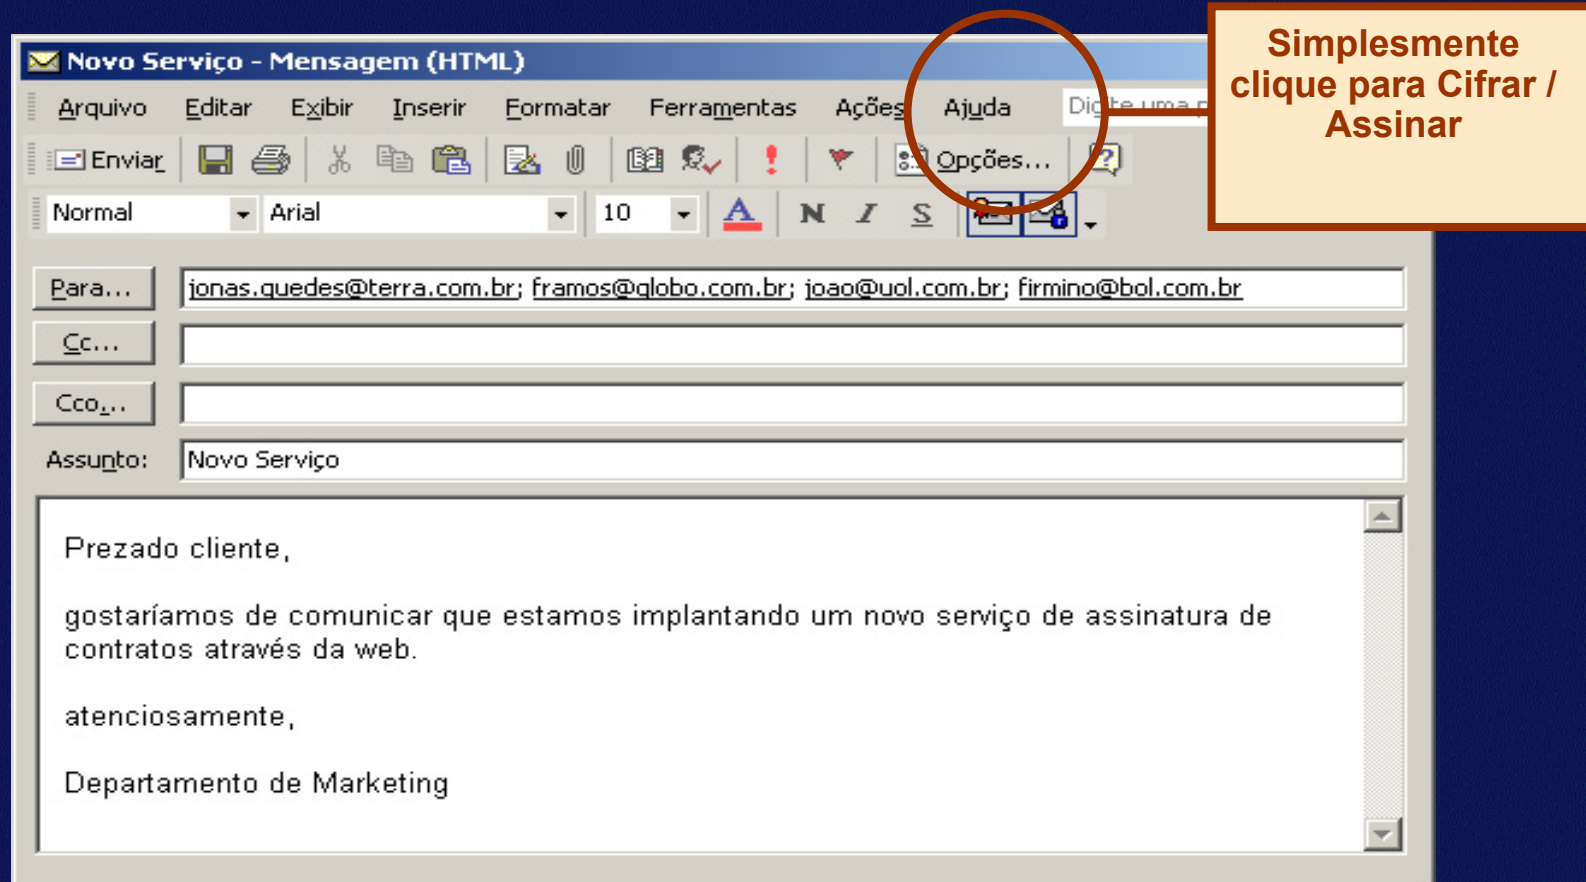 Simplesmente
clique para Cifrar /
Assinar
Novo Serviço - Mensagem (HTML)
Arquivo Editar Exibir Inserir Formatar Ferramentas Ações Ajuda Digite uma p
Enviar Opções...
Normal Arial 10 A N I S
Para... jonas.guedes@terra.com.br; framos@globo.com.br; joao@uol.com.br; firmino@bol.com.br
Cc...
Cco...
Assunto: Novo Serviço
Prezado cliente,
gostaríamos de comunicar que estamos implantando um novo serviço de assinatura de
contratos através da web.
atenciosamente,
Departamento de Marketing